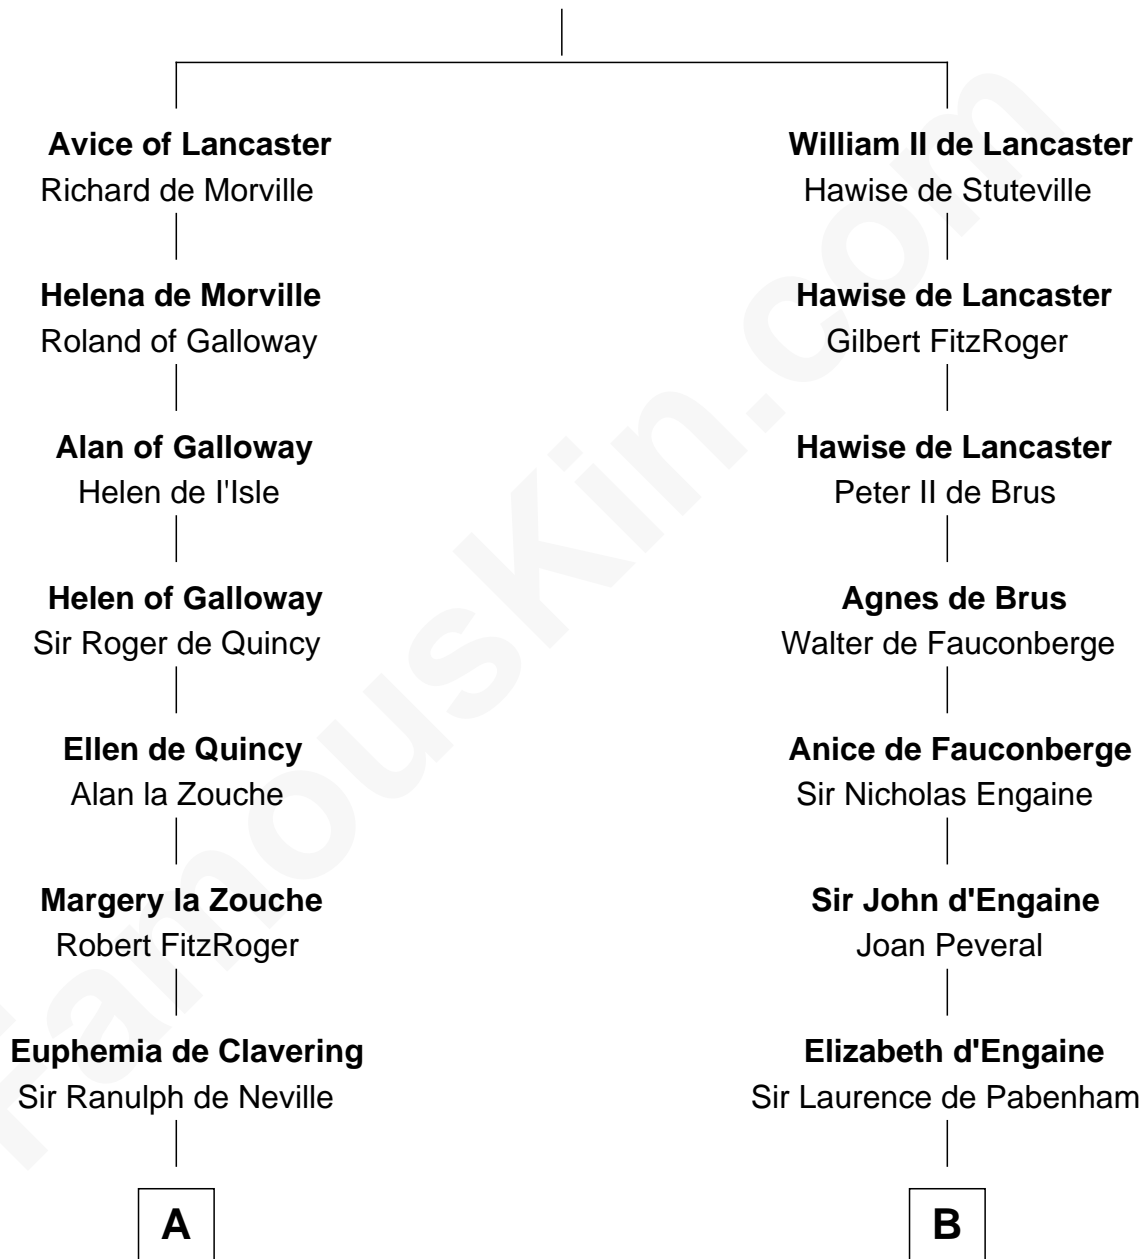 Avice of Lancaster
Richard de Morville
Helena de Morville
Roland of Galloway
Alan of Galloway
Helen de I'Isle
Helen of Galloway
Sir Roger de Quincy
Ellen de Quincy
Alan la Zouche
Margery la Zouche
Robert FitzRoger
Euphemia de Clavering
Sir Ranulph de Neville
A
William II de Lancaster
Hawise de Stuteville
Hawise de Lancaster
Gilbert FitzRoger
Hawise de Lancaster
Peter II de Brus
Agnes de Brus
Walter de Fauconberge
Anice de Fauconberge
Sir Nicholas Engaine
Sir John d'Engaine
Joan Peveral
Elizabeth d'Engaine
Sir Laurence de Pabenham
B
FamousKin.com